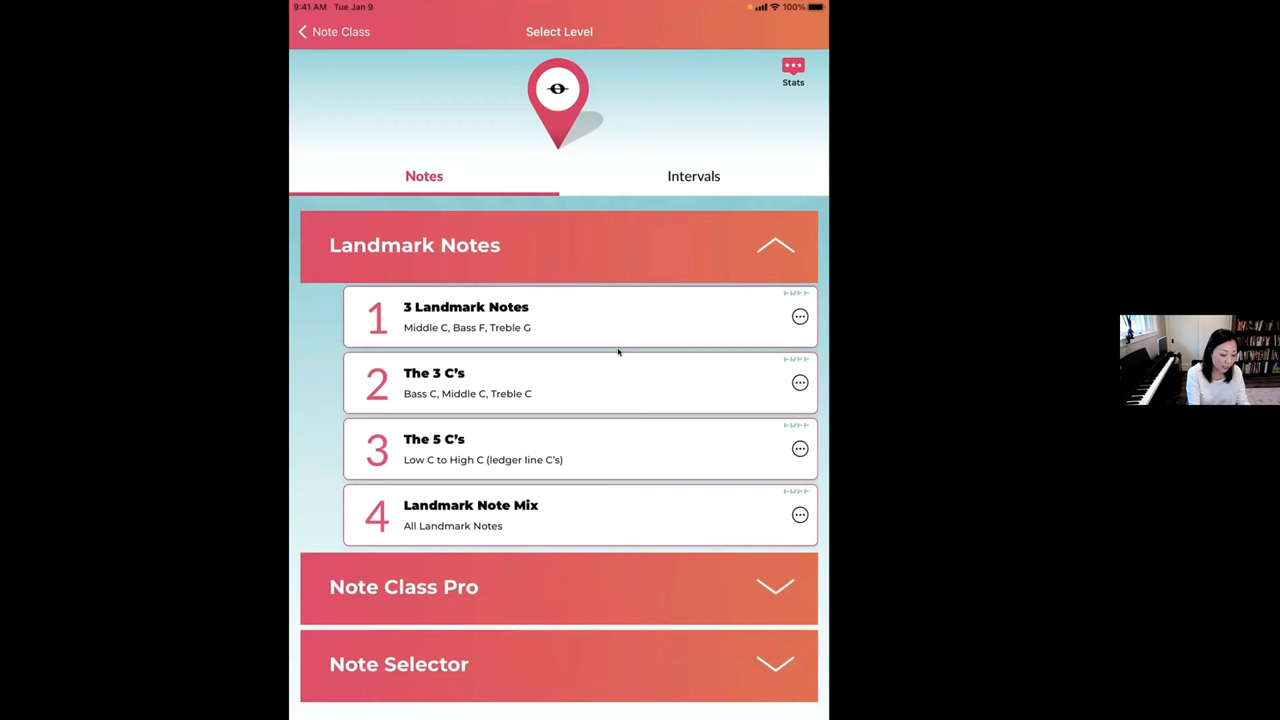 9:41 AM Tue Jan 9
100%
Note Class
Select Level
Stats
Notes
Intervals
Landmark Notes
1
3 Landmark Notes
Middle C, Bass F, Treble G
2
The 3 C's
Bass C, Middle C, Treble C
3
The 5 C's
Low C to High C (ledger line C's)
4
Landmark Note Mix
All Landmark Notes
Note Class Pro
Note Selector